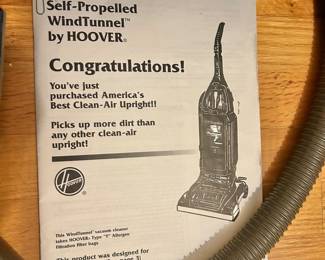 Self-Propelled
WindTunnel™
by HOOVER®
Congratulations!
You've just
purchased America's
Best Clean-Air Upright!!
Picks up more dirt than
any other clean-air
upright!
HOOVER
This WindTunnel™ vacuum cleaner
takes HOOVER® Type "Y" Allergen
Filtration filter bags
This product was designed for